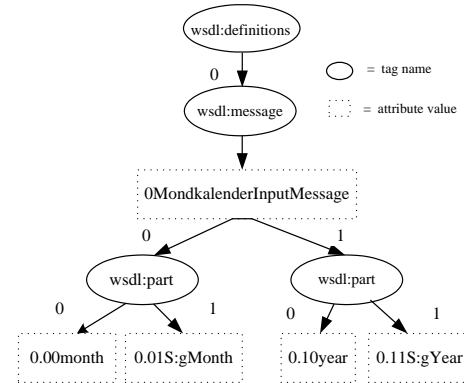 wsdl:definitions
0
= tag name
wsdl:message
= attribute value
0MondkalenderInputMessage
0
1
wsdl:part
wsdl:part
0
1
0
1
0.00month
0.01S:gMonth
0.10year
0.11S:gYear